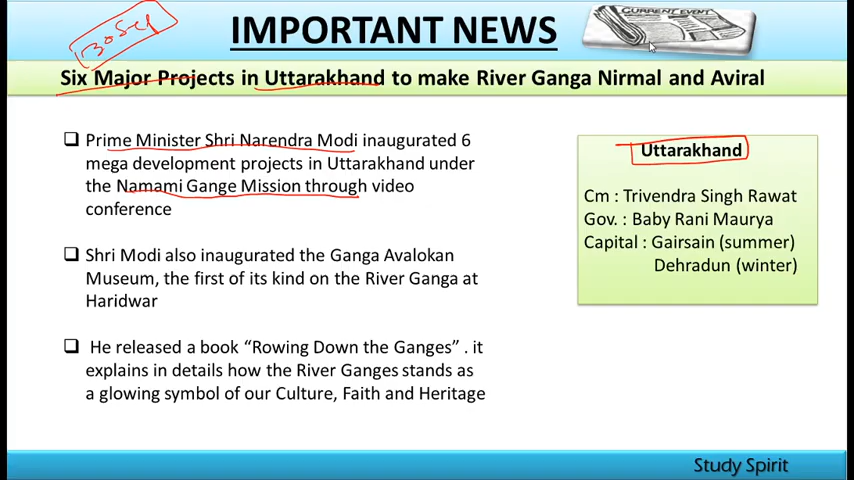 30 Sep
IMPORTANT NEWS
CURRENT EVENT
Six Major Projects in Uttarakhand to make River Ganga Nirmal and Aviral
Prime Minister Shri Narendra Modi inaugurated 6
mega development projects in Uttarakhand under
the Namami Gange Mission through video
conference
Shri Modi also inaugurated the Ganga Avalokan
Museum, the first of its kind on the River Ganga at
Haridwar
He released a book “Rowing Down the Ganges” . it
explains in details how the River Ganges stands as
a glowing symbol of our Culture, Faith and Heritage
Uttarakhand
Cm : Trivendra Singh Rawat
Gov. : Baby Rani Maurya
Capital : Gairsain (summer)
Dehradun (winter)
Study Spirit